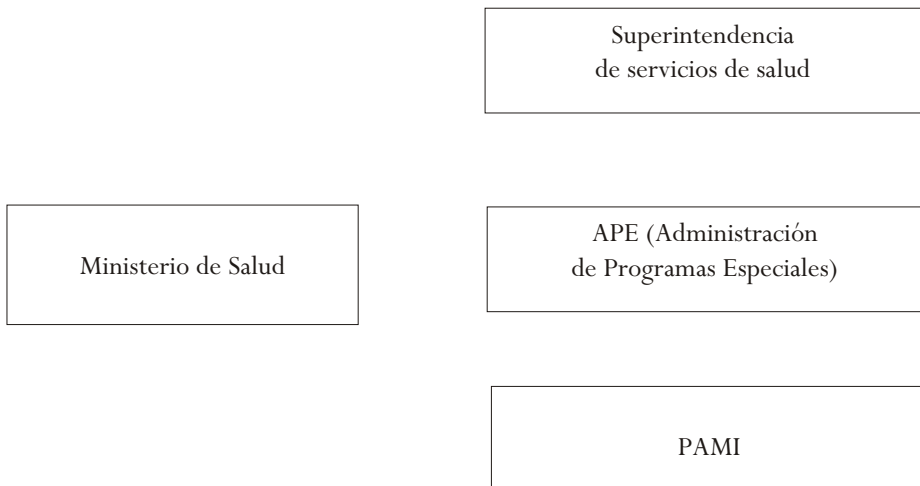 Superintendencia
de servicios de salud
Ministerio de Salud
APE (Administración
de Programas Especiales)
PAMI